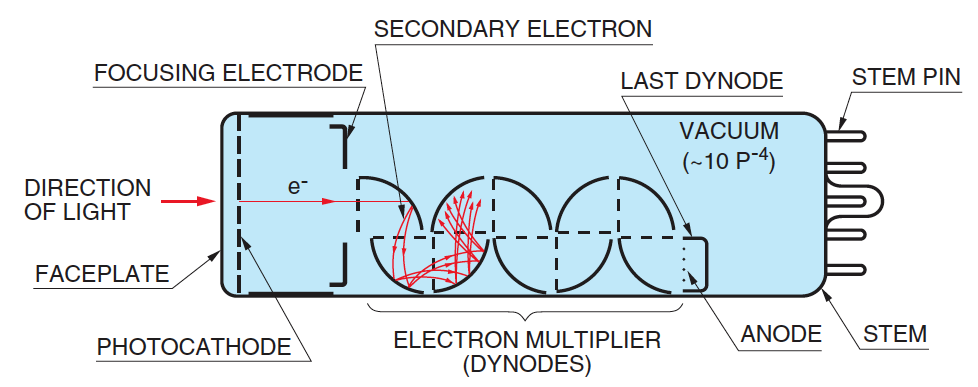 SECONDARY ELECTRON
FOCUSING ELECTRODE
LAST DYNODE
STEM PIN
VACUUM
(~10 P-4)
DIRECTION
OF LIGHT
e-
FACEPLATE
PHOTOCATHODE
ELECTRON MULTIPLIER
(DYNODES)
ANODE
STEM